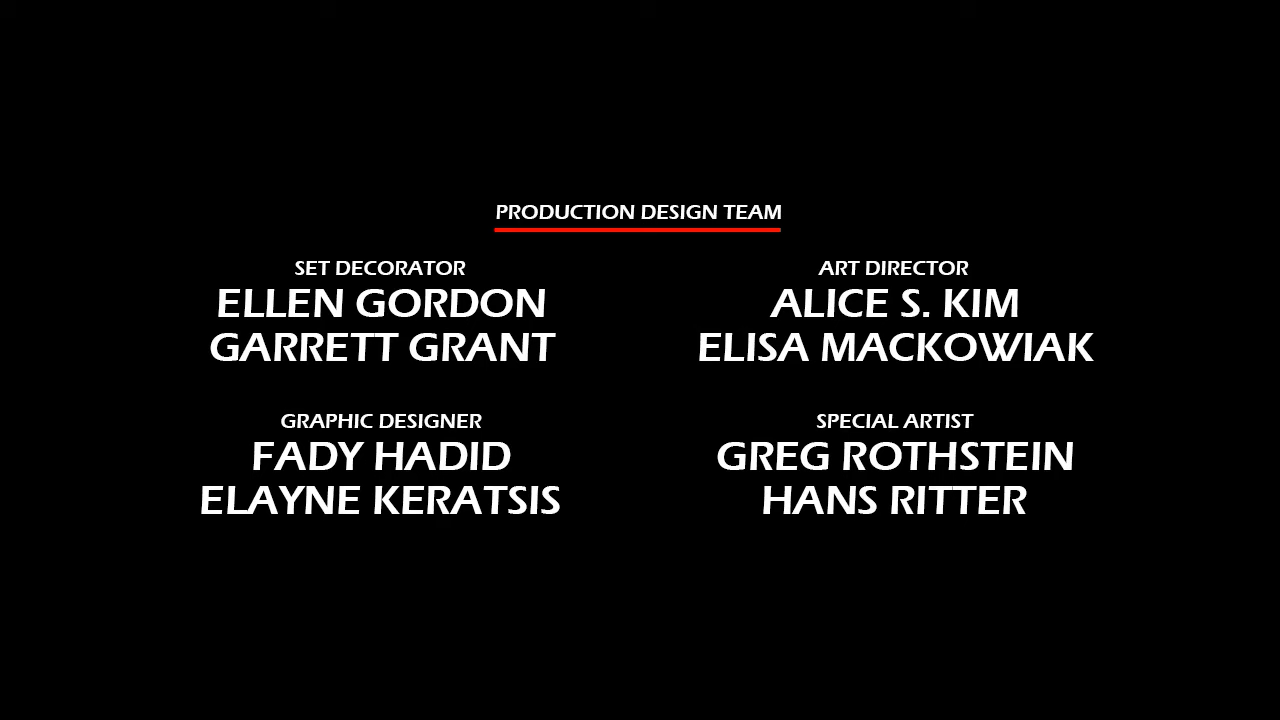 PRODUCTION DESIGN TEAM
SET DECORATOR
ELLEN GORDON
GARRETT GRANT
ART DIRECTOR
ALICE S. KIM
ELISA MACKOWIAK
GRAPHIC DESIGNER
FADY HADID
ELAYNE KERATSIS
SPECIAL ARTIST
GREG ROTHSTEIN
HANS RITTER